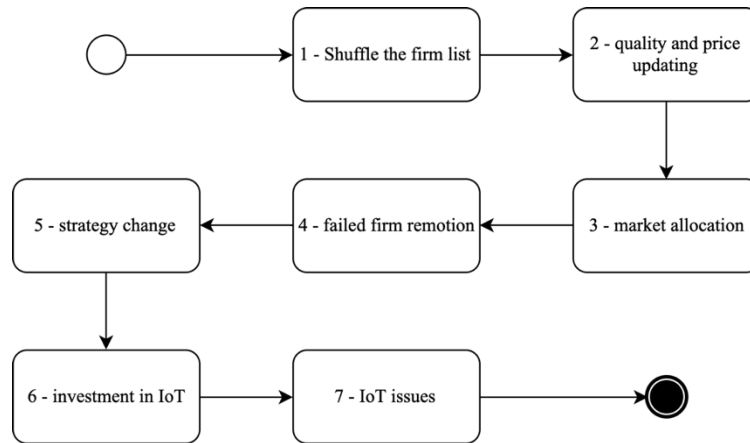 1 - Shuffle the firm list
2 - quality and price
updating
3 - market allocation
4 - failed firm remotion
5 - strategy change
6 - investment in IoT
7 - IoT issues